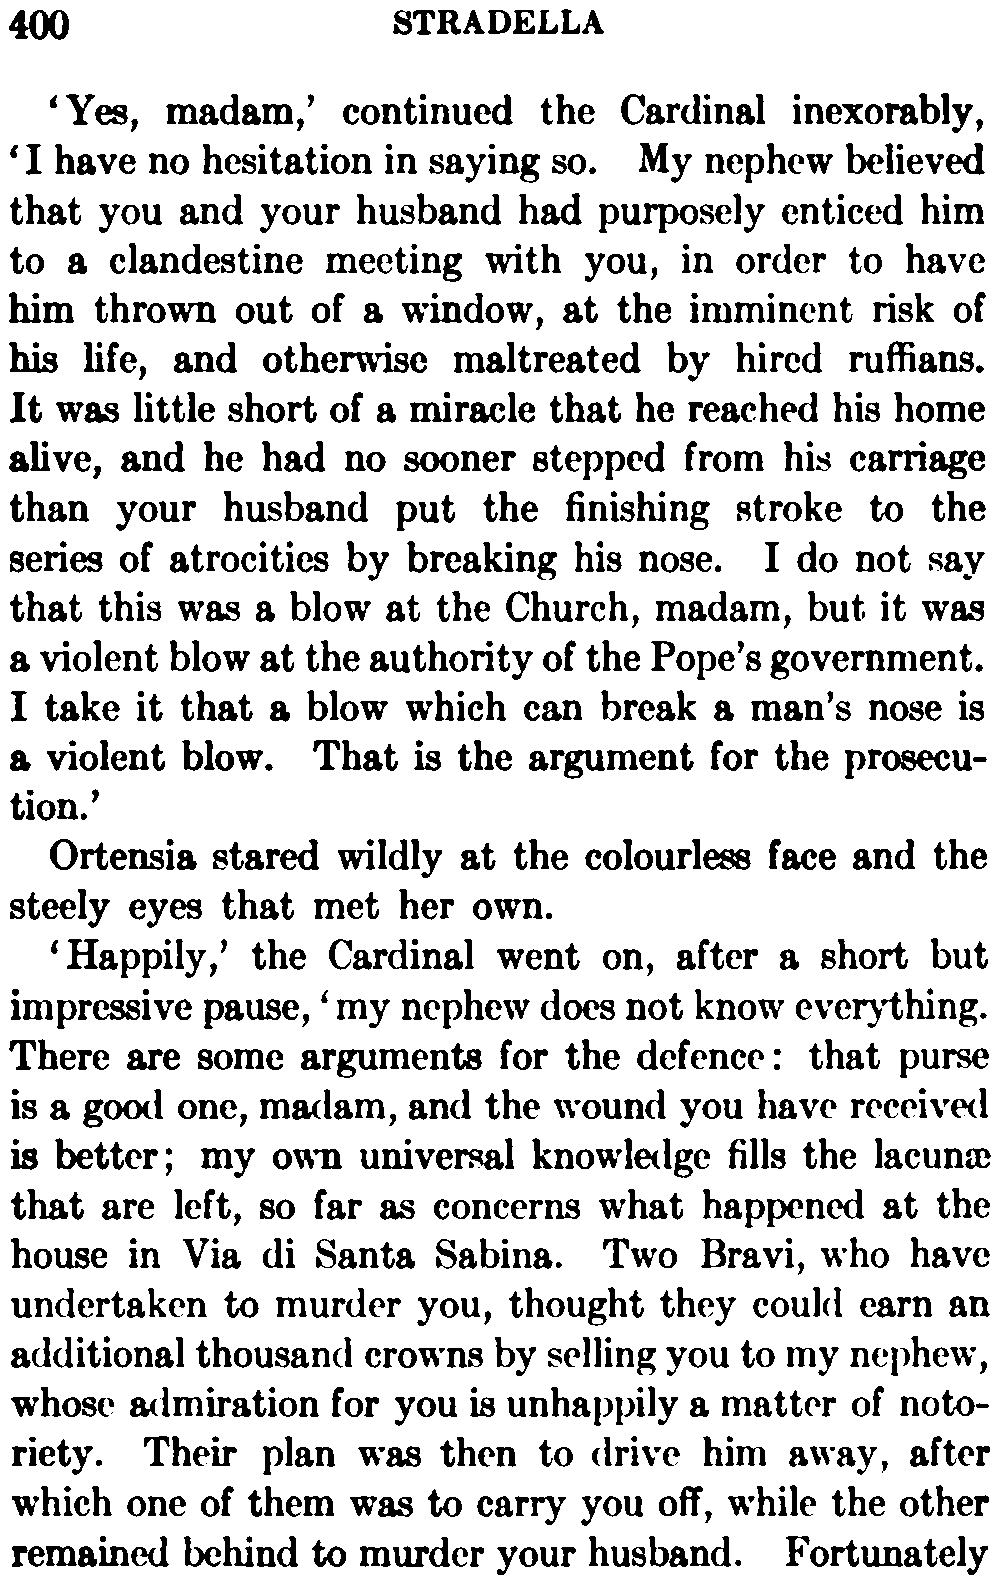 400 STRADELLA
‘Yes, madam,’ continued the Cardinal inexorably,
‘I have no hesitation in saying so. My nephew believed
that you and your husband had purposely enticed him
to a clandestine meeting with you, in order to have
him thrown out of a window, at the imminent risk of
his life, and otherwise maltreated by hired ruffians.
It was little short of a miracle that he reached his home
alive, and he had no sooner stepped from his carriage
than your husband put the finishing stroke to the
series of atrocities by breaking his nose. I do not say
that this was a blow at the Church, madam, but it was
a violent blow at the authority of the Pope’s government.
I take it that a blow which can break a man’s nose is
a violent blow. That is the argument for the prosecu-
tion.’
Ortensia stared wildly at the colourless face and the
steely eyes that met her own.
‘Happily,’ the Cardinal went on, after a short but
impressive pause, ‘my nephew does not know everything.
There are some arguments for the defence: that purse
is a good one, madam, and the wound you have received
is better; my own universal knowledge fills the lacunæ
that are left, so far as concerns what happened at the
house in Via di Santa Sabina. Two Bravi, who have
undertaken to murder you, thought they could earn an
additional thousand crowns by selling you to my nephew,
whose admiration for you is unhappily a matter of noto-
riety. Their plan was then to drive him away, after
which one of them was to carry you off, while the other
remained behind to murder your husband. Fortunately